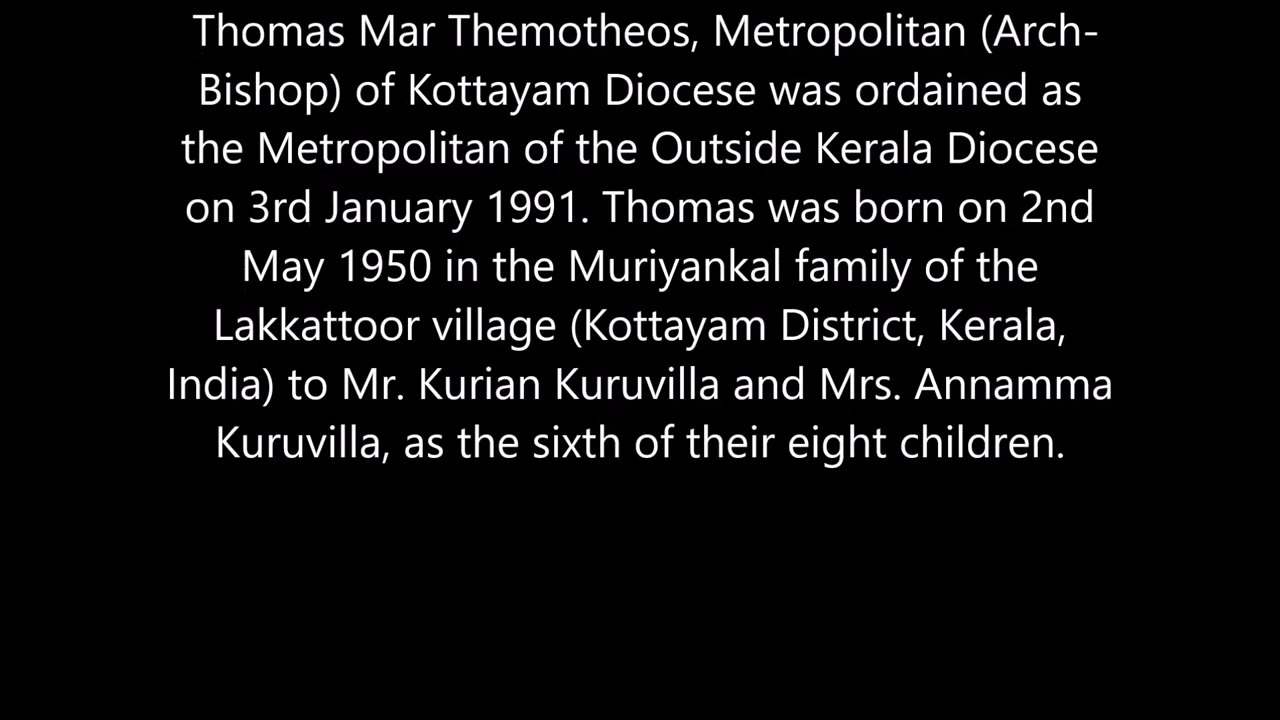 Thomas Mar Themotheos, Metropolitan (Arch-
Bishop) of Kottayam Diocese was ordained as
the Metropolitan of the Outside Kerala Diocese
on 3rd January 1991. Thomas was born on 2nd
May 1950 in the Muriyankal family of the
Lakkattoor village (Kottayam District, Kerala,
India) to Mr. Kurian Kuruvilla and Mrs. Annamma
Kuruvilla, as the sixth of their eight children.